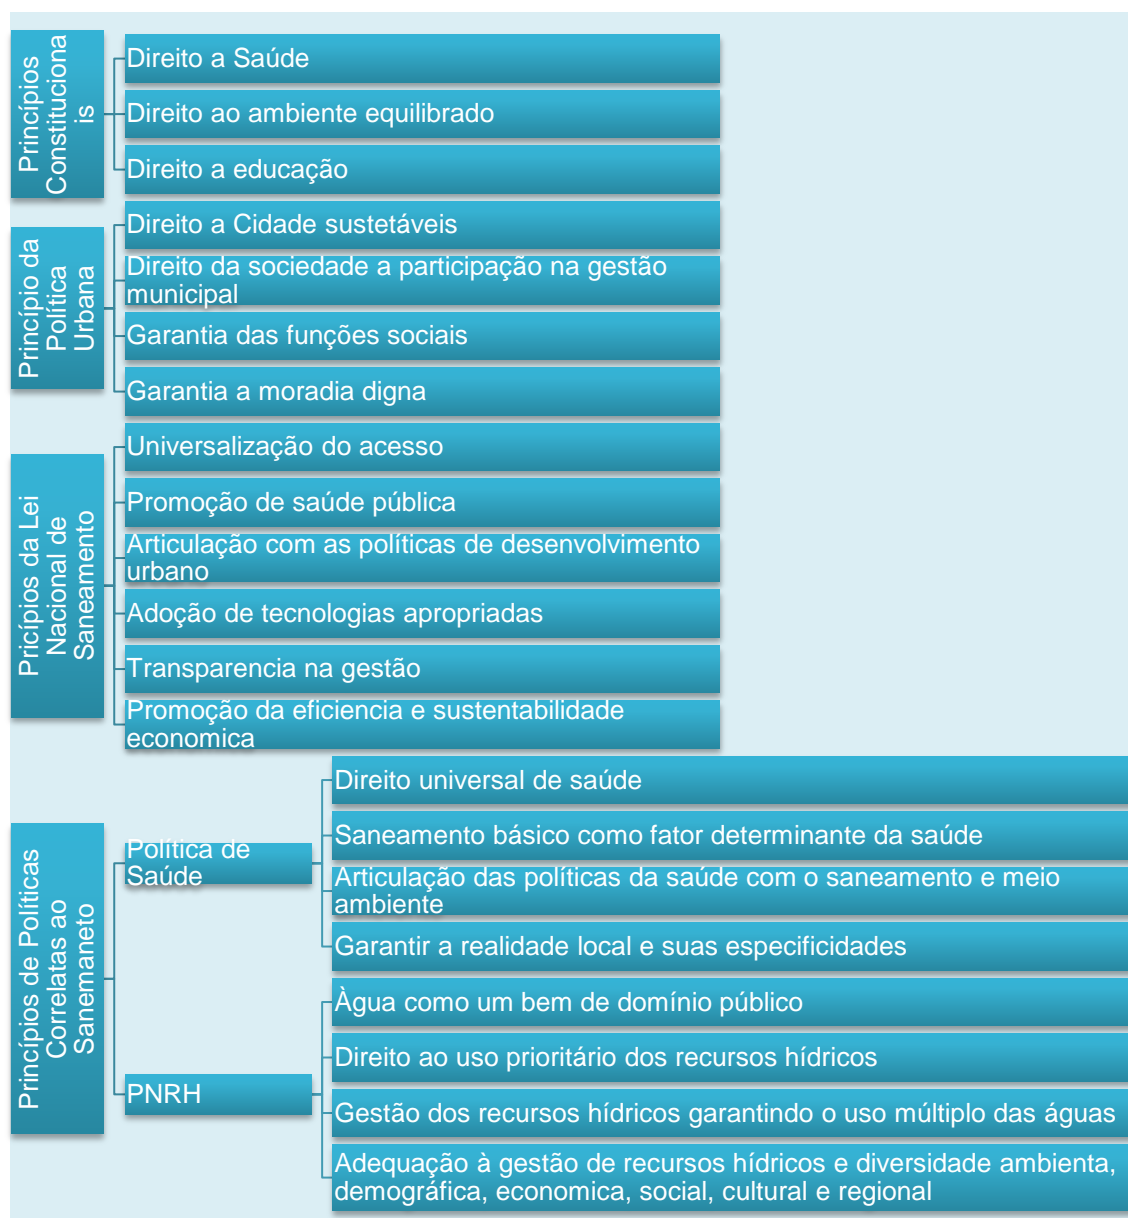 Princípios
Constituciona
is
Direito a Saúde
Direito ao ambiente equilibrado
Direito a educação
Princípio da
Política
Urbana
Direito a Cidade sustetáveis
Direito da sociedade a participação na gestão
municipal
Garantia das funções sociais
Garantia a moradia digna
Pricípios da Lei
Nacional de
Saneamento
Universalização do acesso
Promoção de saúde pública
Articulação com as políticas de desenvolvimento
urbano
Adoção de tecnologias apropriadas
Transparencia na gestão
Promoção da eficiencia e sustentabilidade
economica
Princípios de Políticas
Correlatas ao
Sanemaneto
Política de
Saúde
Direito universal de saúde
Saneamento básico como fator determinante da saúde
Articulação das políticas da saúde com o saneamento e meio
ambiente
Garantir a realidade local e suas especificidades
PNRH
Àgua como um bem de domínio público
Direito ao uso prioritário dos recursos hídricos
Gestão dos recursos hídricos garantindo o uso múltiplo das águas
Adequação à gestão de recursos hídricos e diversidade ambienta,
demográfica, economica, social, cultural e regional